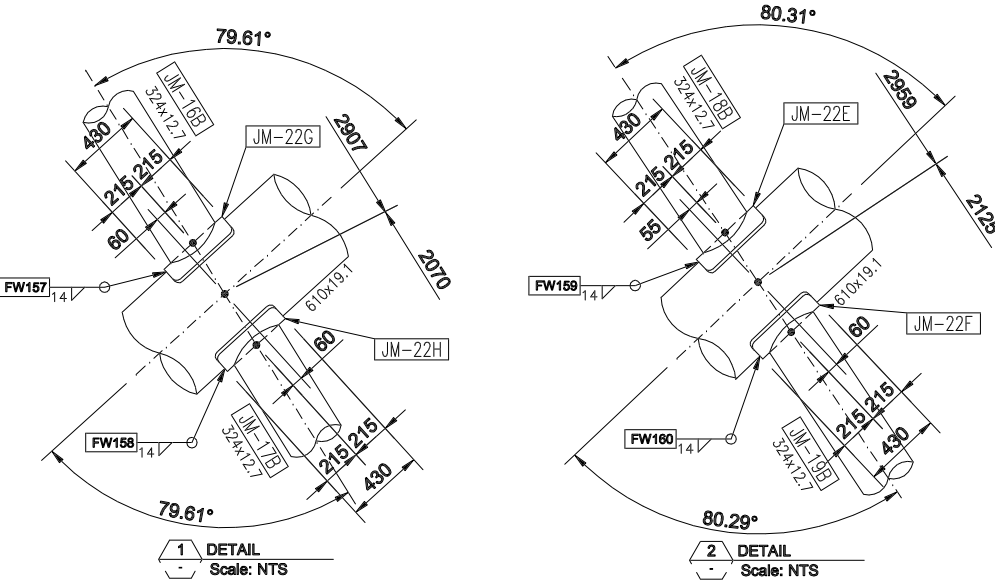 79.61°
JM-16B
324x12.7
430
215
215
60
JM-22G
2907
2070
FW157
14
610x19.1
JM-22H
60
FW158
14
JM-17B
324x12.7
215
215
430
79.61°
1 DETAIL
- Scale: NTS
80.31°
JM-18B
324x12.7
430
215
215
55
JM-22E
2959
2125
FW159
14
610x19.1
JM-22F
60
FW160
14
JM-19B
324x12.7
215
215
430
80.29°
2 DETAIL
- Scale: NTS